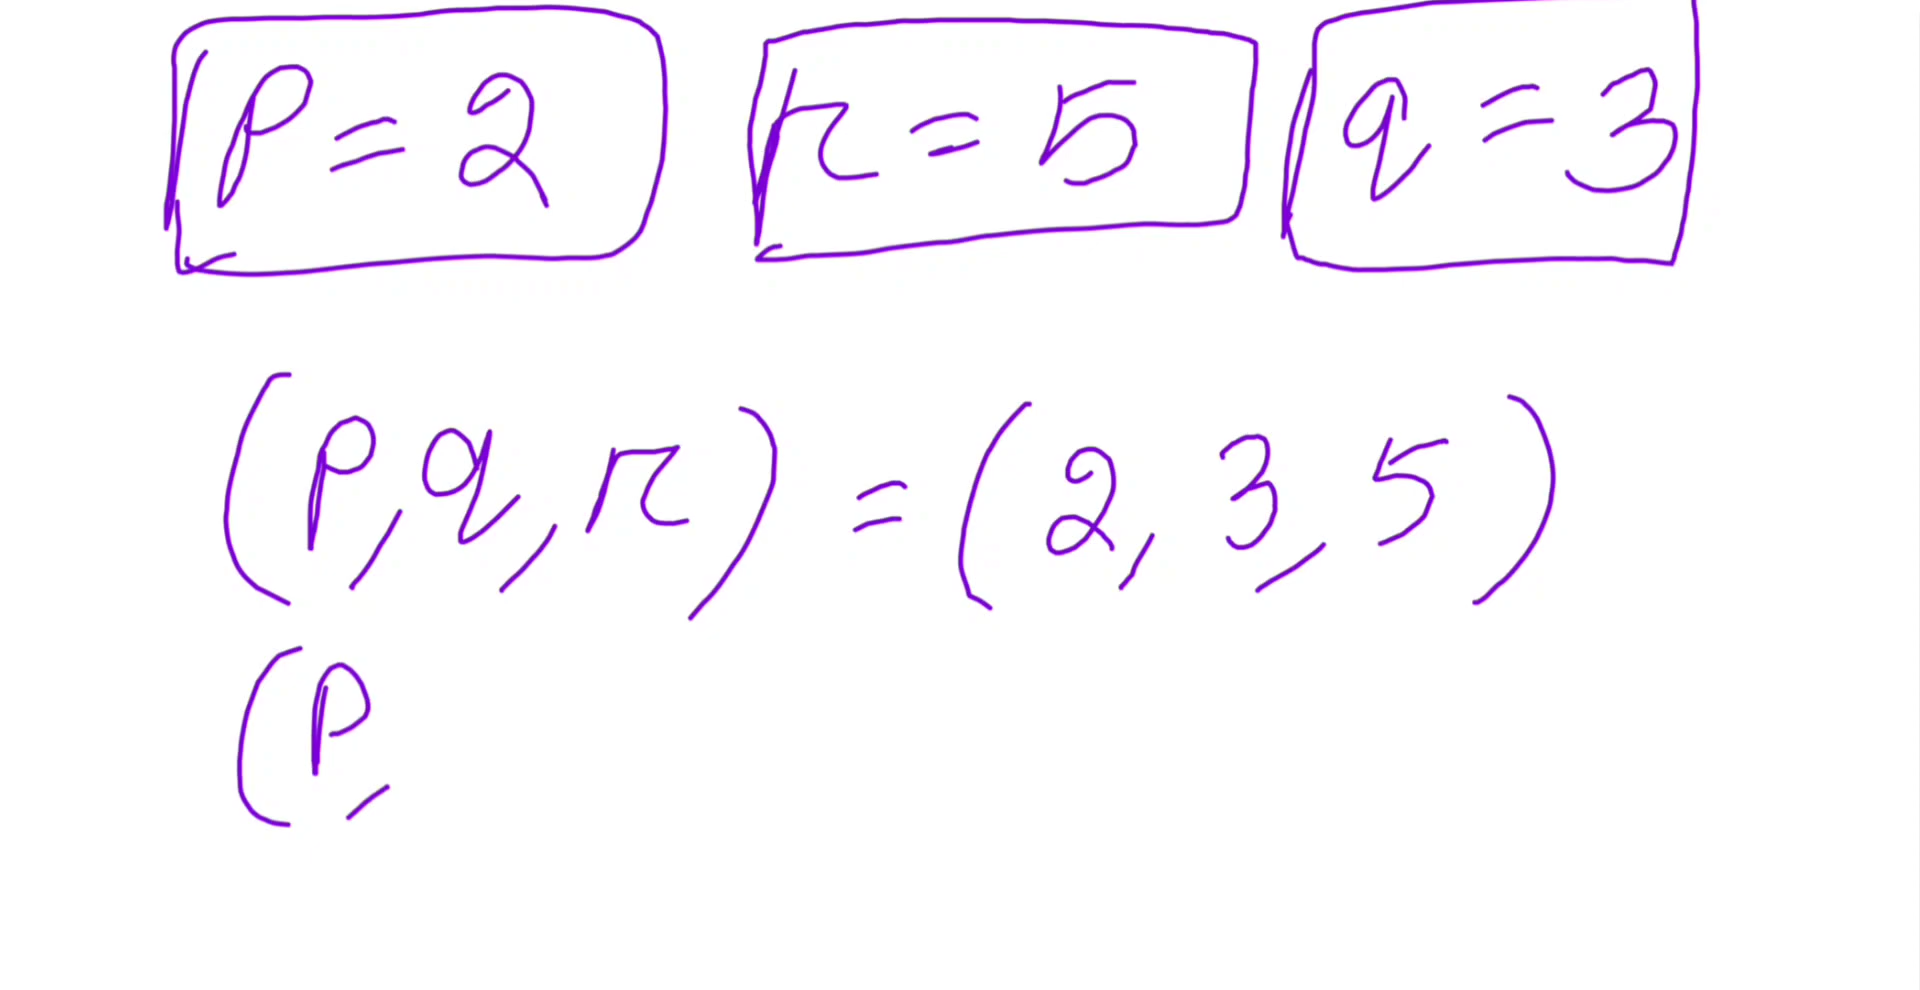 p = 2 r = 5 q = 3
(p, q, r) = (2, 3, 5)
(p,